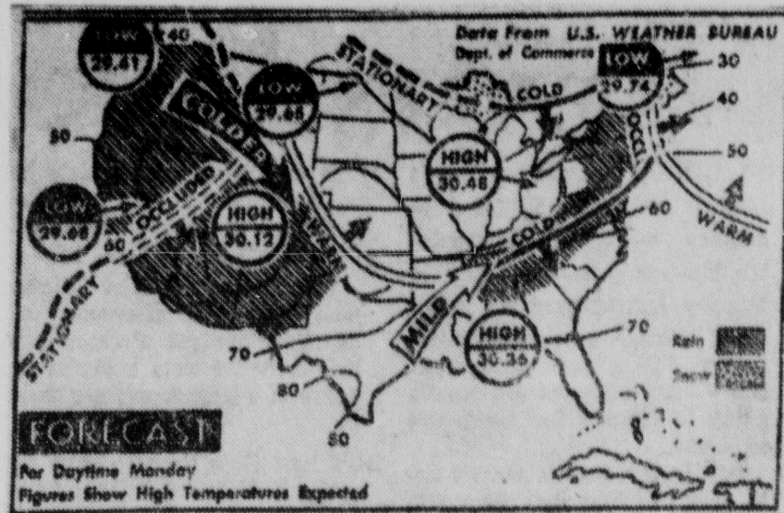 Data From U.S. WEATHER BUREAU
Dept. of Commerce
LOW
29.41
40
LOW
29.68
STATIONARY
COLD
LOW
29.74
30
40
50
COLDER
OCCL
50
HIGH
30.48
LOW
29.68
60
OCCLUDED
HIGH
30.12
WARM
COLD
60
WARM
STATIONARY
MILD
70
HIGH
30.36
70
80
80
Rain
Snow
FORECAST
For Daytime Monday
Figures Show High Temperatures Expected